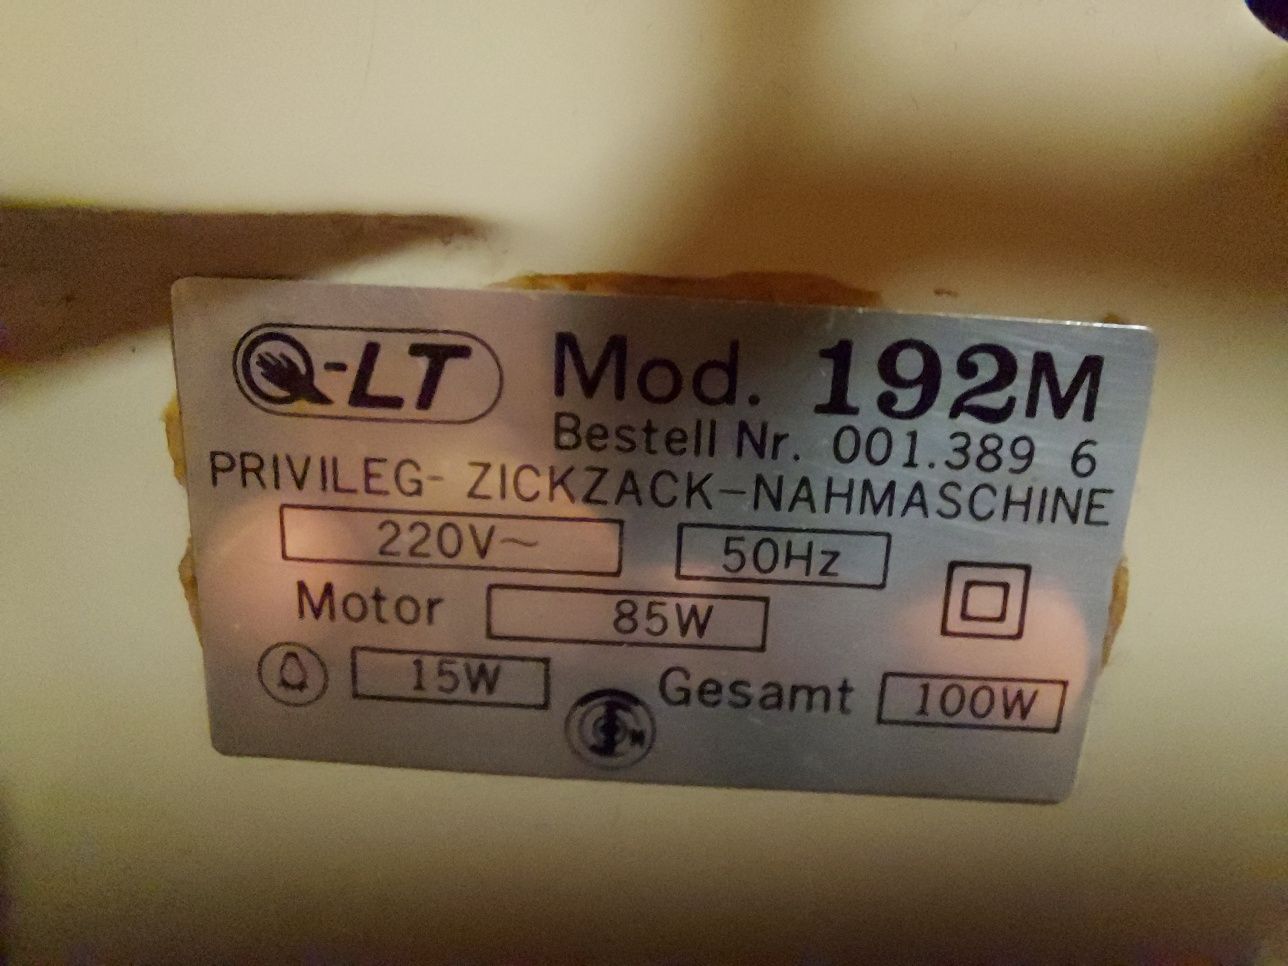 Q-LT Mod. 192M
Bestell Nr. 001.389 6
PRIVILEG- ZICKZACK-NAHMASCHINE
220V~ 50Hz
Motor 85W
15W Gesamt 100W